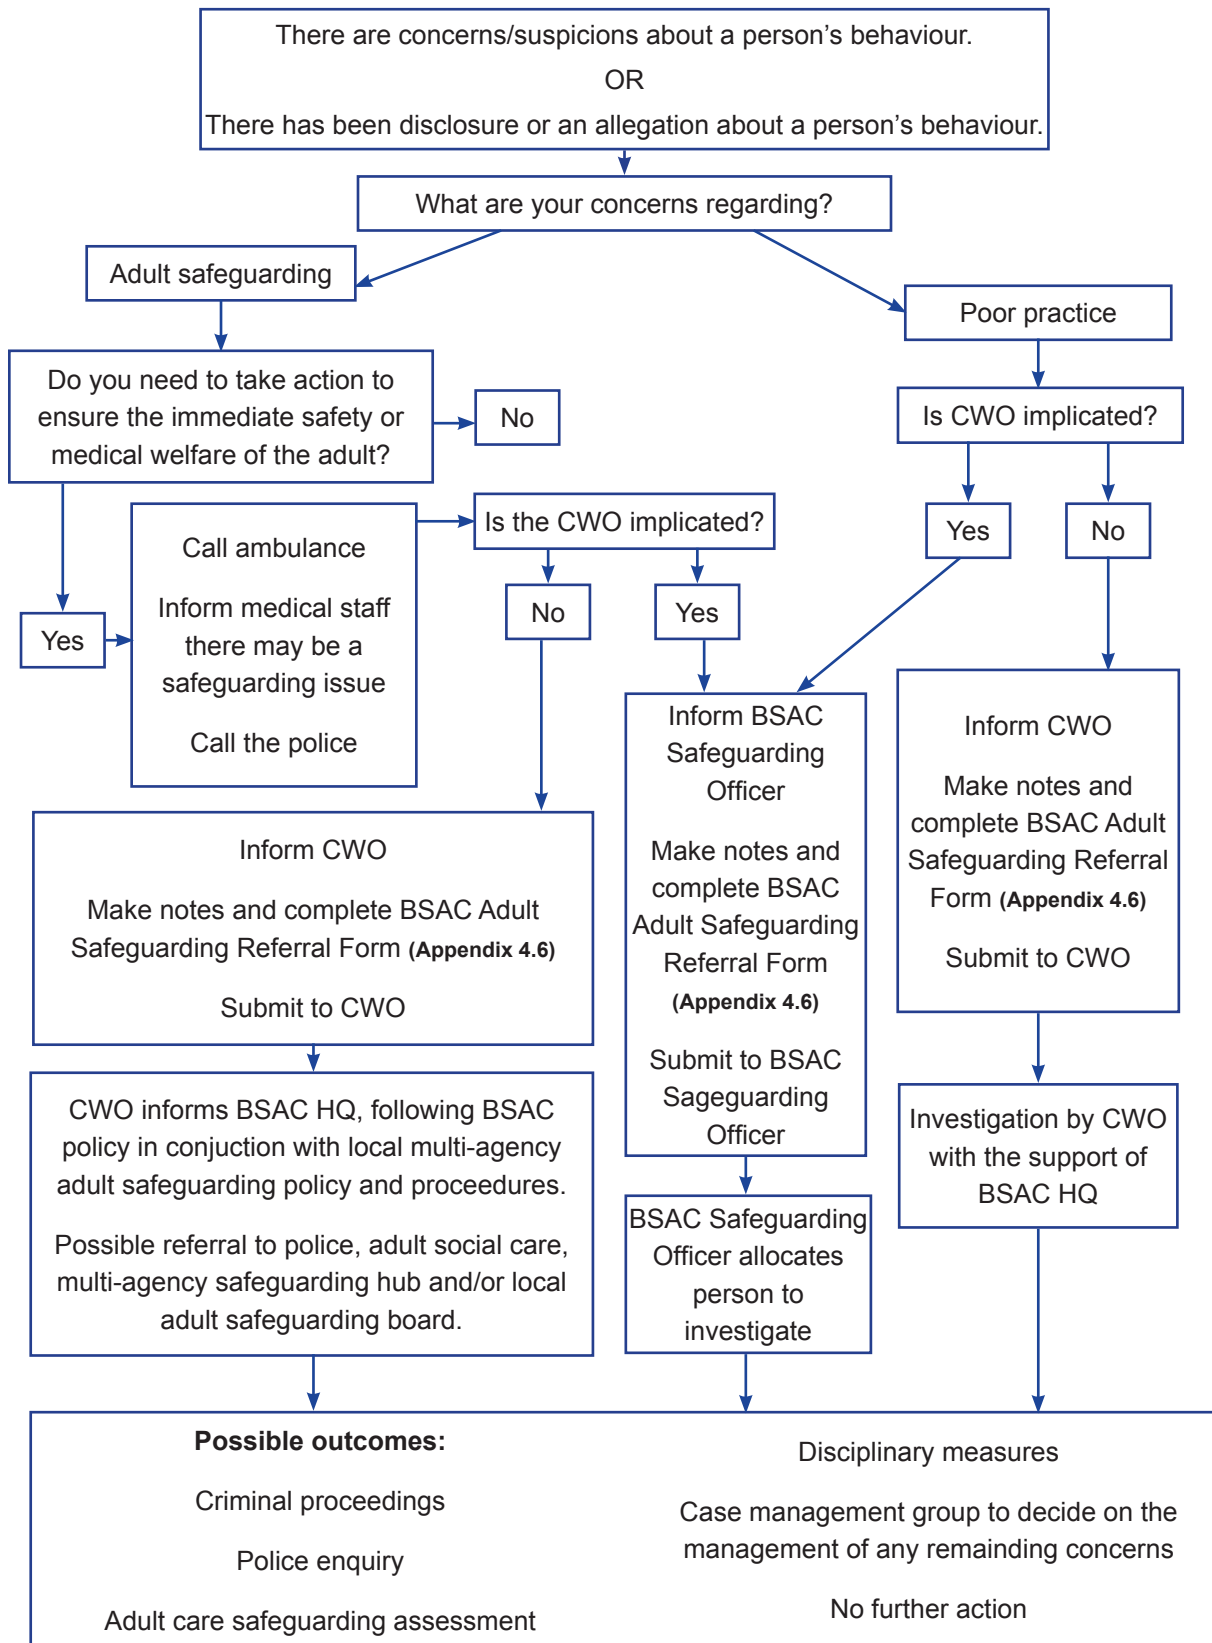 There are concerns/suspicions about a person’s behaviour.
OR
There has been disclosure or an allegation about a person’s behaviour.
What are your concerns regarding?
Adult safeguarding
Poor practice
Do you need to take action to
ensure the immediate safety or
medical welfare of the adult?
No
Is CWO implicated?
Yes
No
Yes
Call ambulance
Inform medical staff
there may be a
safeguarding issue
Call the police
Is the CWO implicated?
No
Yes
Inform CWO
Make notes and complete BSAC Adult
Safeguarding Referral Form (Appendix 4.6)
Submit to CWO
Inform BSAC
Safeguarding
Officer
Make notes and
complete BSAC
Adult Safeguarding
Referral Form
(Appendix 4.6)
Submit to BSAC
Sageguarding
Officer
Inform CWO
Make notes and
complete BSAC Adult
Safeguarding Referral
Form (Appendix 4.6)
Submit to CWO
CWO informs BSAC HQ, following BSAC
policy in conjuction with local multi-agency
adult safeguarding policy and proceedures.
Possible referral to police, adult social care,
multi-agency safeguarding hub and/or local
adult safeguarding board.
BSAC Safeguarding
Officer allocates
person to
investigate
Investigation by CWO
with the support of
BSAC HQ
Possible outcomes:
Criminal proceedings
Police enquiry
Adult care safeguarding assessment
Disciplinary measures
Case management group to decide on the
management of any remainding concerns
No further action